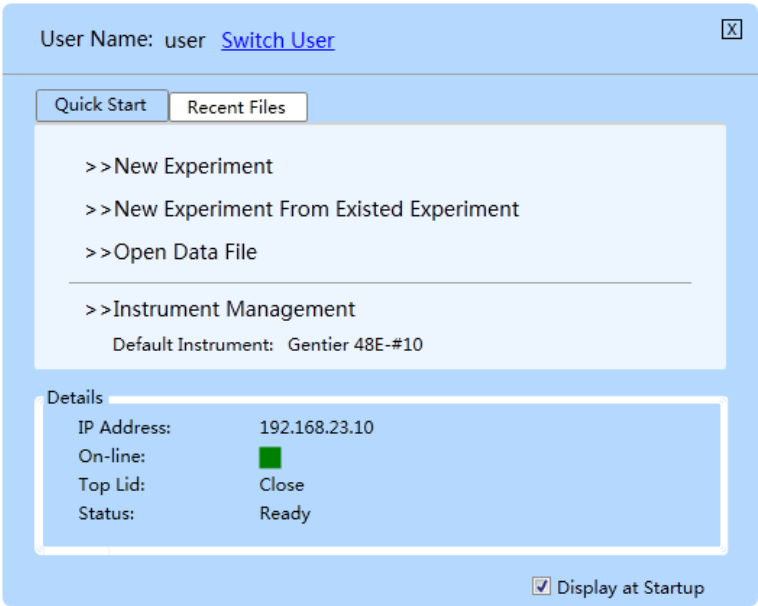 User Name: user Switch User X
Quick Start Recent Files
>>New Experiment
>>New Experiment From Existed Experiment
>>Open Data File
>>Instrument Management
Default Instrument: Gentier 48E-#10
Details
IP Address: 192.168.23.10
On-line:
Top Lid: Close
Status: Ready
Display at Startup